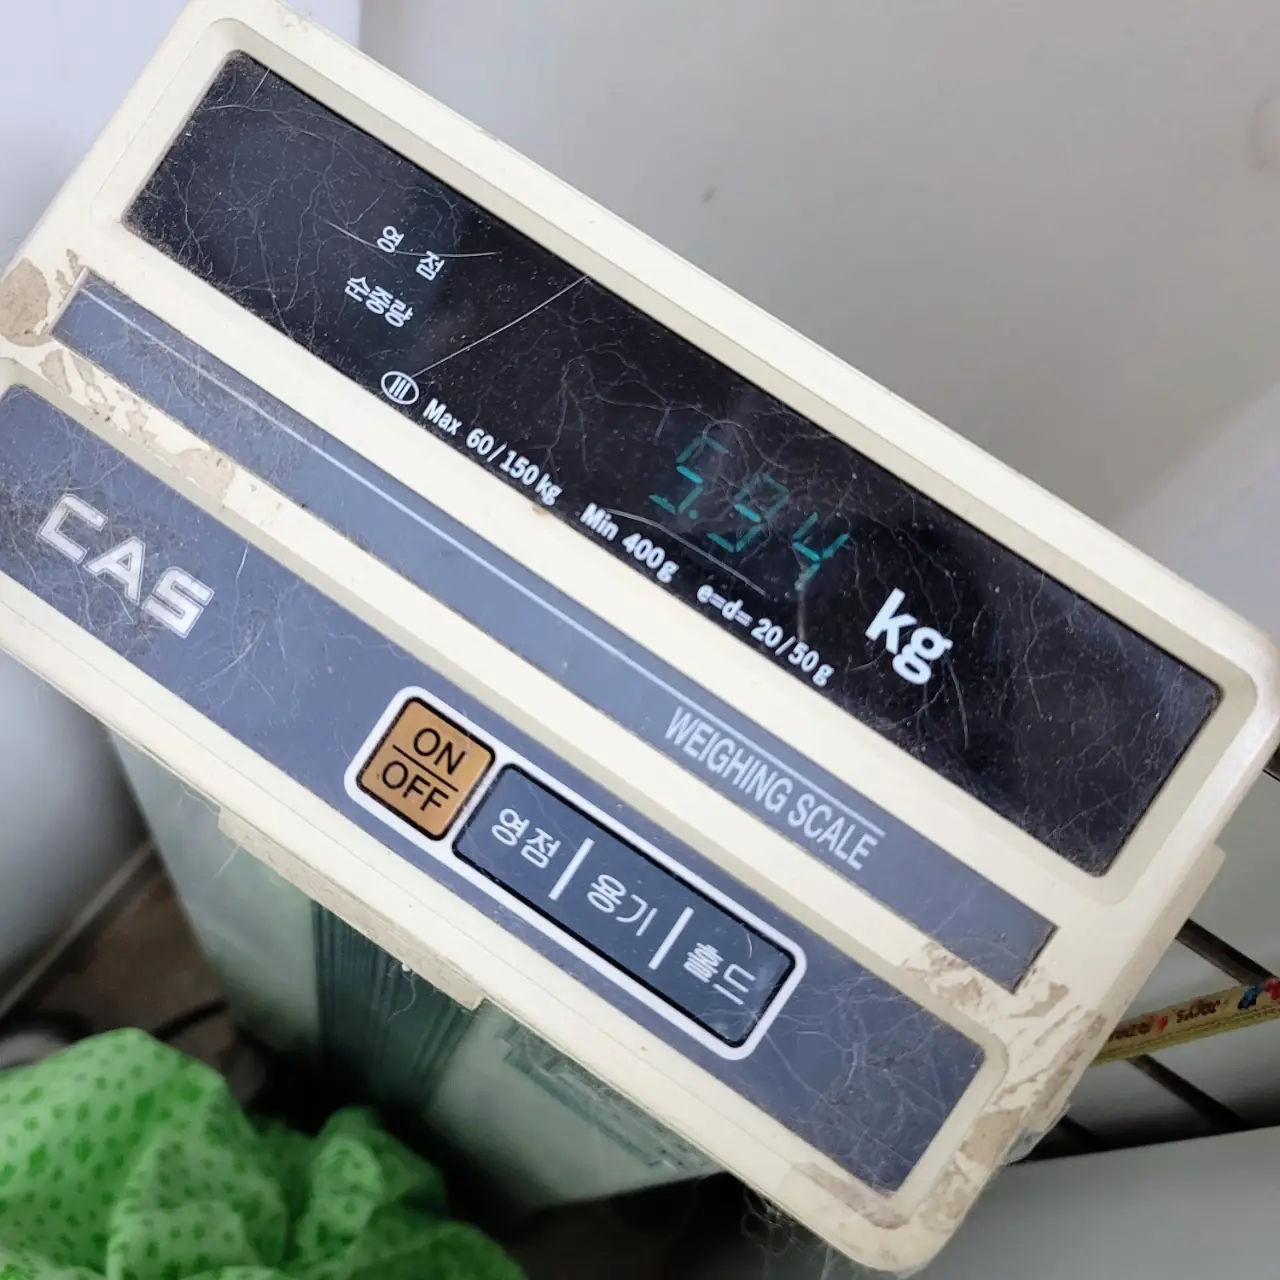 영 점
순중량
5.94 kg
III Max 60/150 kg Min 400 g e=d= 20/50 g
WEIGHING SCALE
CAS
ON
OFF
영점 용기 홀드